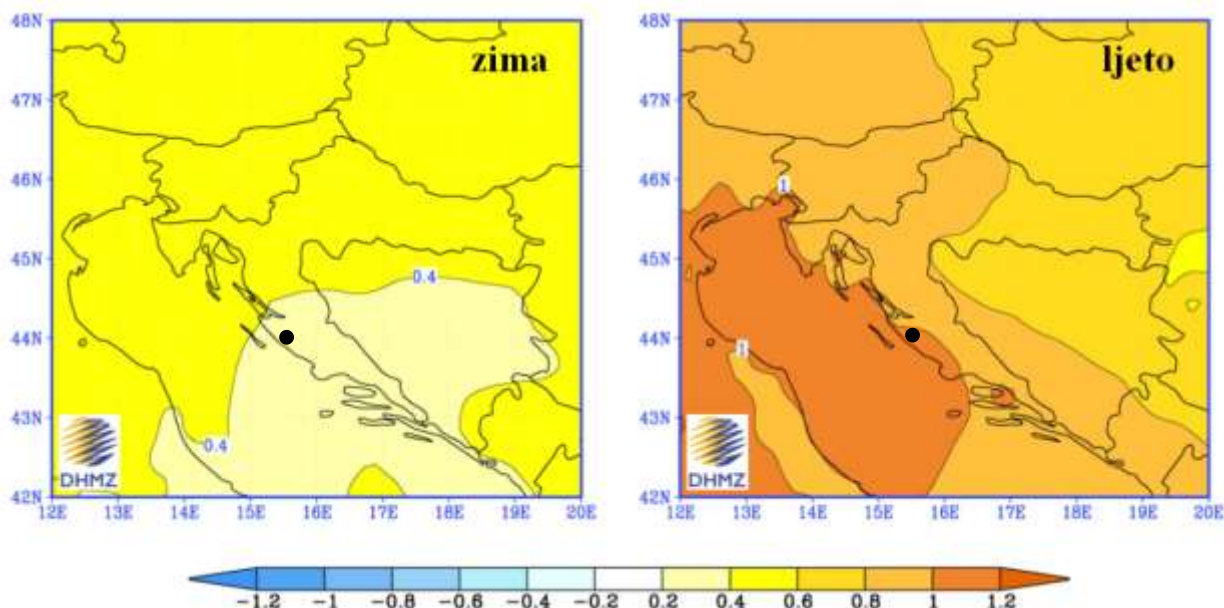 48N
zima
47N
46N
45N
0.4
44N
43N
0.4
DHMZ
42N
12E 13E 14E 15E 16E 17E 18E 19E 20E
48N
ljeto
47N
46N
1
45N
44N
1
43N
DHMZ
42N
12E 13E 14E 15E 16E 17E 18E 19E 20E
-1.2 -1 -0.8 -0.6 -0.4 -0.2 0.2 0.4 0.6 0.8 1 1.2